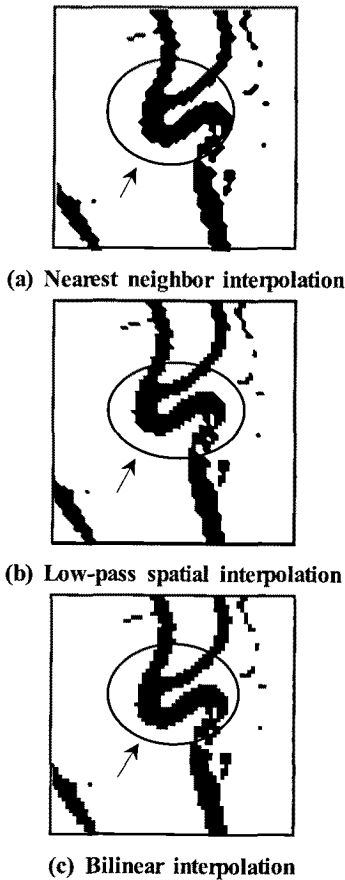 (a) Nearest neighbor interpolation
(b) Low-pass spatial interpolation
(c) Bilinear interpolation